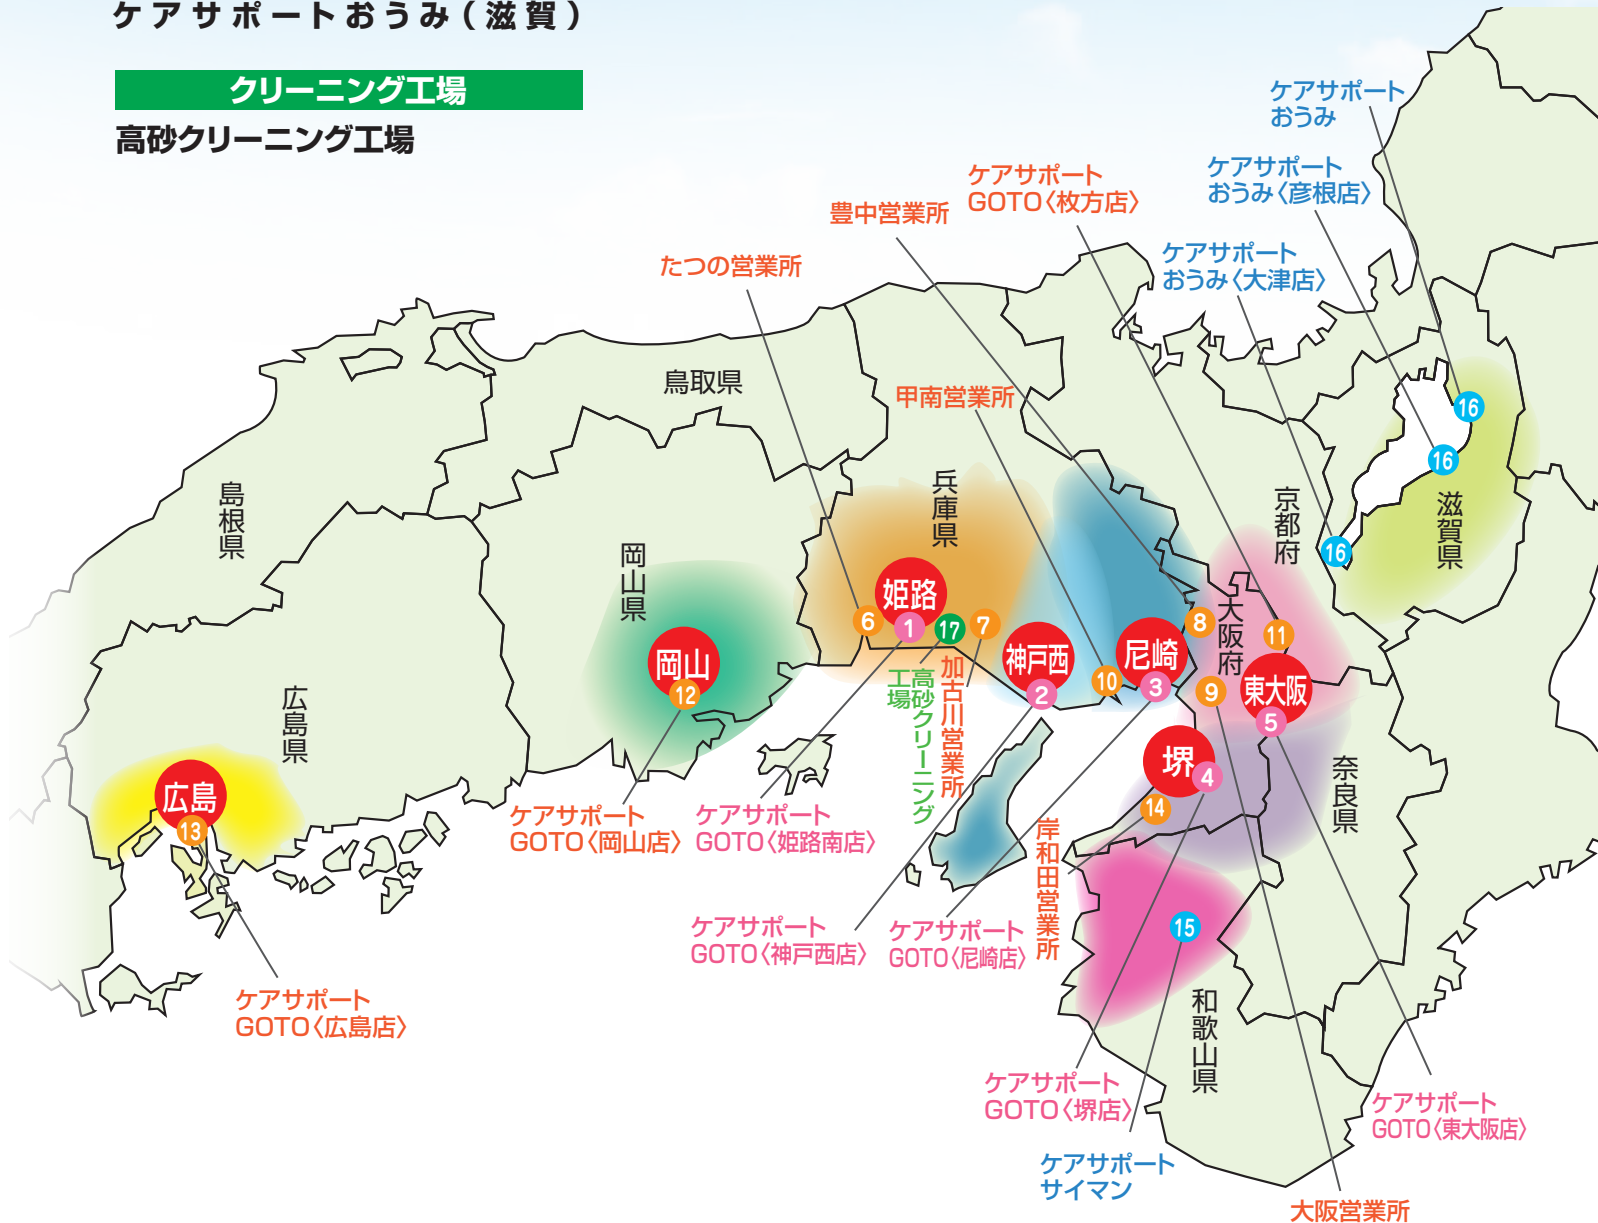 ケアサポートおうみ（滋賀）
クリーニング工場
高砂クリーニング工場
ケアサポート
おうみ
ケアサポート
おうみ〈彦根店〉
ケアサポート
おうみ〈大津店〉
ケアサポート
GOTO〈枚方店〉
豊中営業所
たつの営業所
甲南営業所
鳥取県
島根県
岡山県
広島県
兵庫県
京都府
滋賀県
大阪府
奈良県
和歌山県
姫路
岡山
広島
神戸西
尼崎
東大阪
堺
1
2
3
4
5
6
7
8
9
10
11
12
13
14
15
16
16
16
17
加古川営業所
高砂クリーニング
工場
岸和田営業所
ケアサポート
GOTO〈岡山店〉
ケアサポート
GOTO〈姫路南店〉
ケアサポート
GOTO〈神戸西店〉
ケアサポート
GOTO〈尼崎店〉
ケアサポート
GOTO〈広島店〉
ケアサポート
GOTO〈堺店〉
ケアサポート
GOTO〈東大阪店〉
ケアサポート
サイマン
大阪営業所